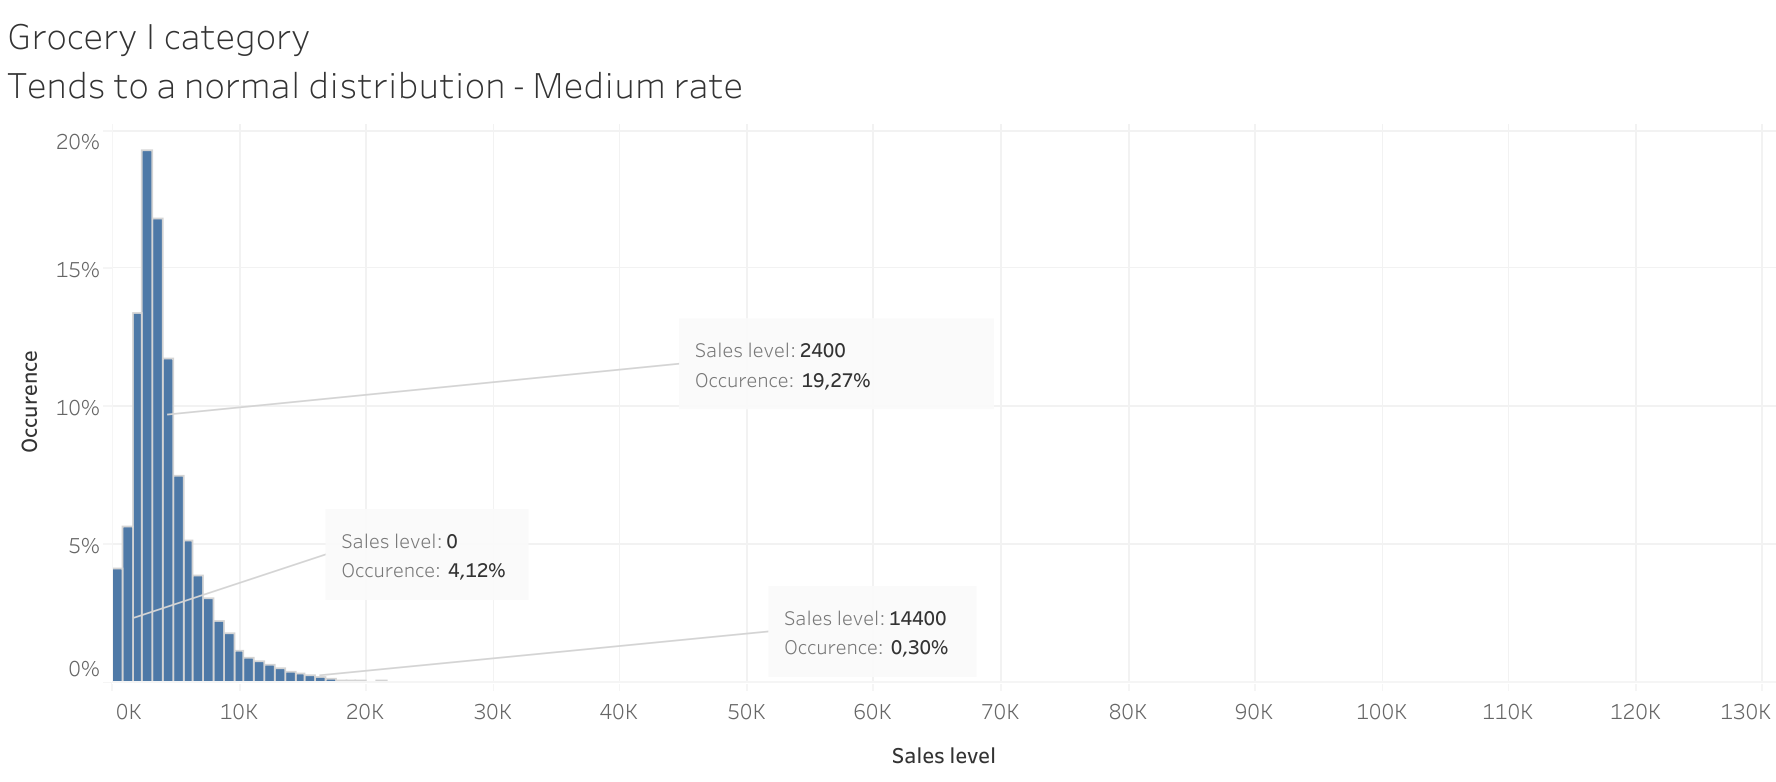 Grocery I category
Tends to a normal distribution - Medium rate
20%
15%
10%
5%
0%
Occurence
Sales level: 2400
Occurence: 19,27%
Sales level: 0
Occurence: 4,12%
Sales level: 14400
Occurence: 0,30%
0K 10K 20K 30K 40K 50K 60K 70K 80K 90K 100K 110K 120K 130K
Sales level